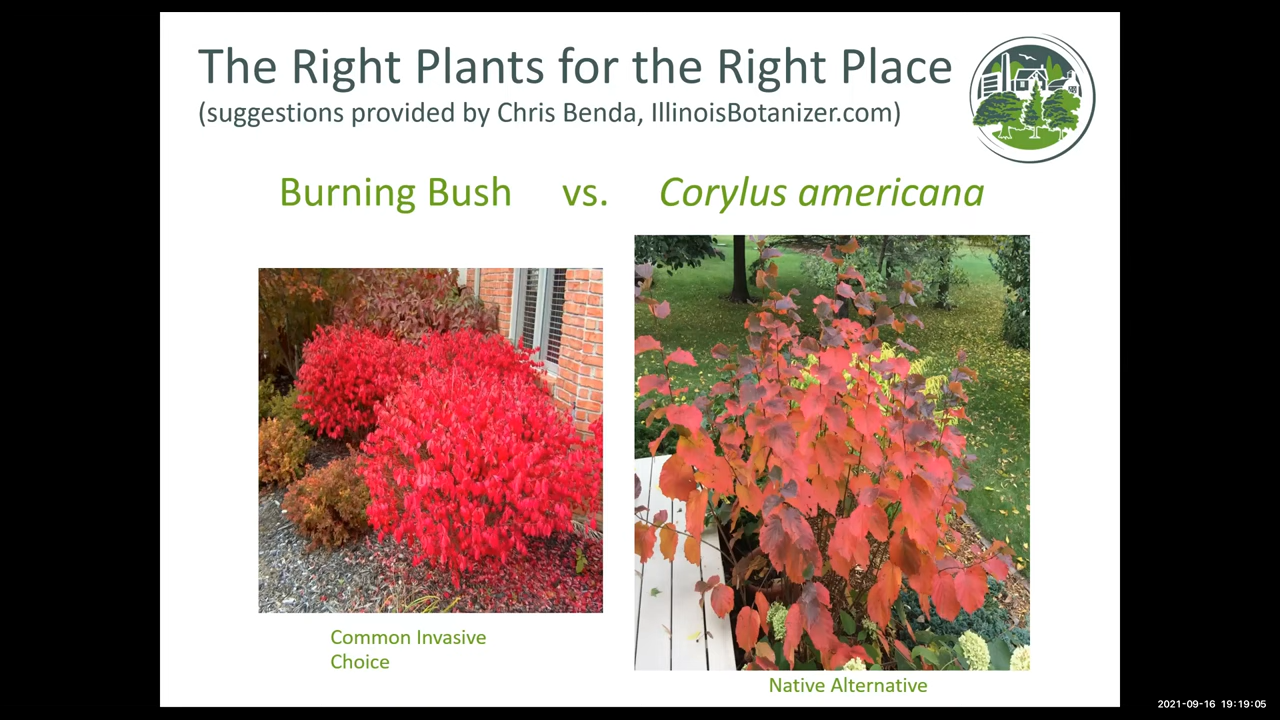 The Right Plants for the Right Place
(suggestions provided by Chris Benda, IllinoisBotanizer.com)
Burning Bush vs. Corylus americana
Common Invasive
Choice
Native Alternative
2021-09-16 19:19:05